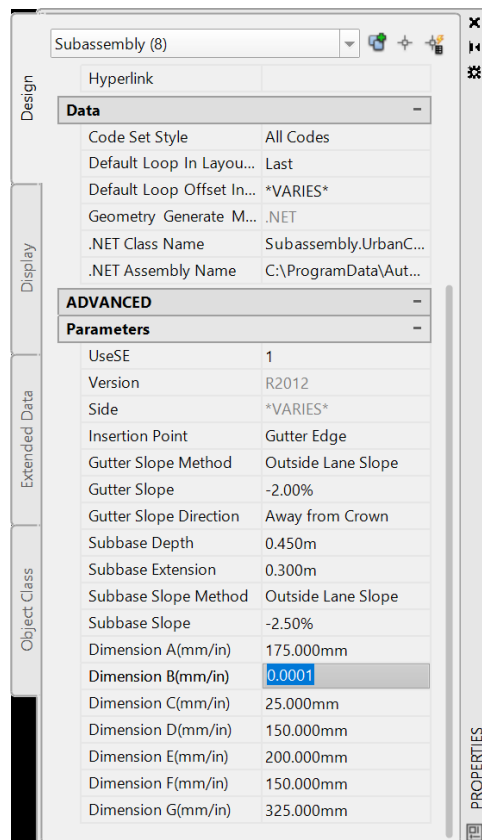 Subassembly (8)
Hyperlink
Data
Code Set Style All Codes
Default Loop In Layou... Last
Default Loop Offset In... *VARIES*
Geometry Generate M... .NET
.NET Class Name Subassembly.UrbanC...
.NET Assembly Name C:\ProgramData\Aut...
ADVANCED
Parameters
UseSE 1
Version R2012
Side *VARIES*
Insertion Point Gutter Edge
Gutter Slope Method Outside Lane Slope
Gutter Slope -2.00%
Gutter Slope Direction Away from Crown
Subbase Depth 0.450m
Subbase Extension 0.300m
Subbase Slope Method Outside Lane Slope
Subbase Slope -2.50%
Dimension A(mm/in) 175.000mm
Dimension B(mm/in) 0.0001
Dimension C(mm/in) 25.000mm
Dimension D(mm/in) 150.000mm
Dimension E(mm/in) 200.000mm
Dimension F(mm/in) 150.000mm
Dimension G(mm/in) 325.000mm
Design
Display
Extended Data
Object Class
PROPERTIES